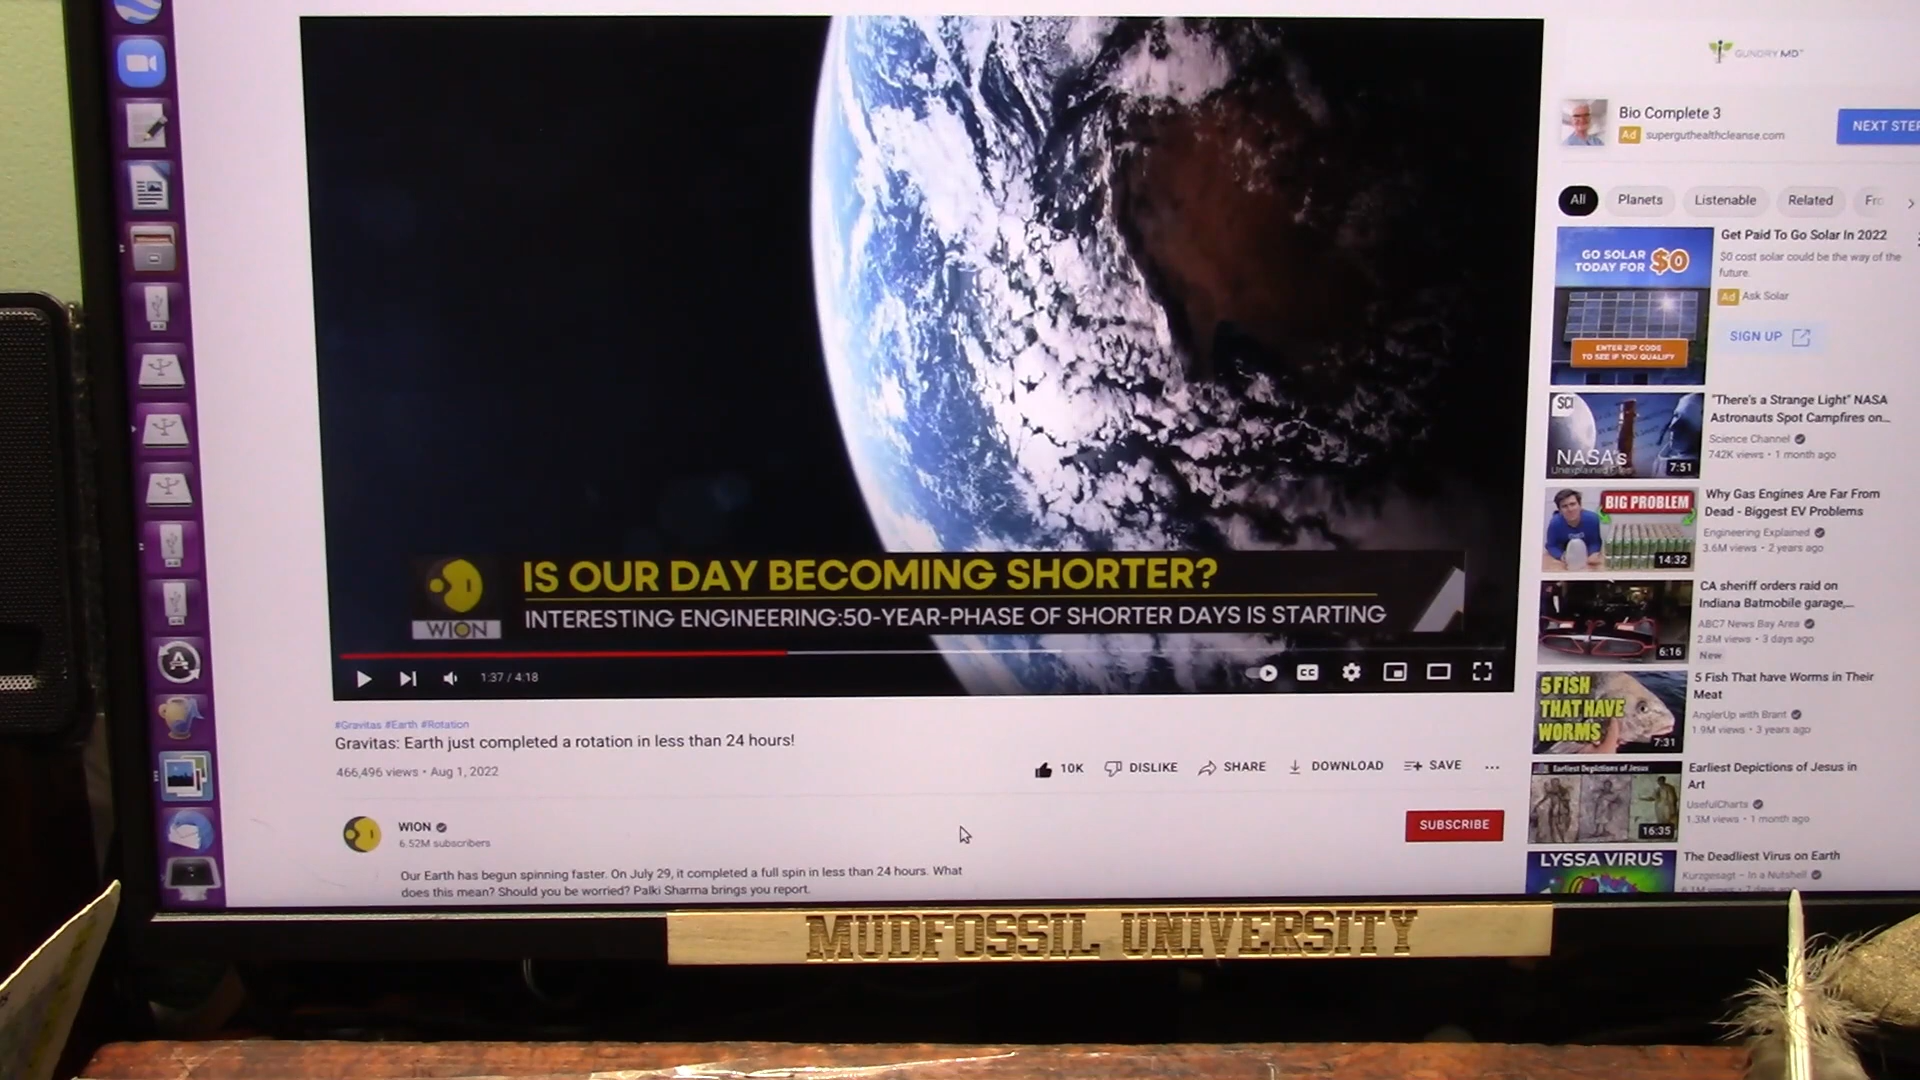 IS OUR DAY BECOMING SHORTER?
WION
INTERESTING ENGINEERING:50-YEAR-PHASE OF SHORTER DAYS IS STARTING
1:37 / 4:18
CC
#Gravitas #Earth #Rotation
Gravitas: Earth just completed a rotation in less than 24 hours!
466,496 views • Aug 1, 2022
10K
DISLIKE
SHARE
DOWNLOAD
SAVE
...
WION
6.52M subscribers
SUBSCRIBE
Our Earth has begun spinning faster. On July 29, it completed a full spin in less than 24 hours. What
does this mean? Should you be worried? Palki Sharma brings you report.
GUNDRY MD
Bio Complete 3
Ad superguthealthcleanse.com
NEXT STEP
All
Planets
Listenable
Related
Fro
GO SOLAR
TODAY FOR $0
ENTER ZIP CODE
TO SEE IF YOU QUALIFY
Get Paid To Go Solar In 2022
$0 cost solar could be the way of the
future.
Ad Ask Solar
SIGN UP
SCI
NASA's
Unexplained Files
7:51
"There's a Strange Light" NASA
Astronauts Spot Campfires on...
Science Channel
742K views • 1 month ago
BIG PROBLEM
14:32
Why Gas Engines Are Far From
Dead - Biggest EV Problems
Engineering Explained
3.6M views • 2 years ago
6:16
CA sheriff orders raid on
Indiana Batmobile garage,...
ABC7 News Bay Area
2.8M views • 3 days ago
New
5 FISH
THAT HAVE
WORMS
7:31
5 Fish That have Worms in Their
Meat
AnglerUp with Brant
1.9M views • 3 years ago
Earliest Depictions of Jesus
16:35
Earliest Depictions of Jesus in
Art
UsefulCharts
1.3M views • 1 month ago
LYSSA VIRUS
The Deadliest Virus on Earth
Kurzgesagt – In a Nutshell
6.1M views • 7 days ago
MUDFOSSIL UNIVERSITY